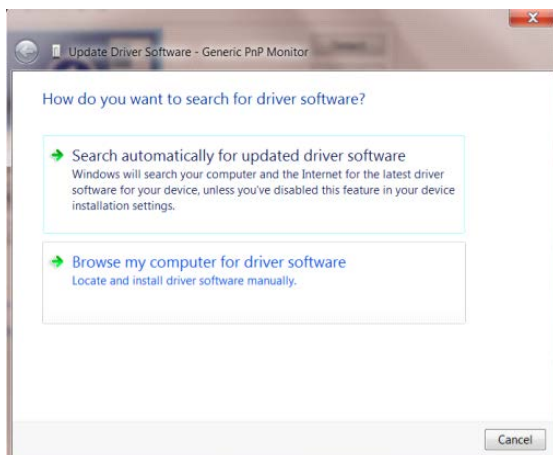 Update Driver Software - Generic PnP Monitor
How do you want to search for driver software?
Search automatically for updated driver software
Windows will search your computer and the Internet for the latest driver
software for your device, unless you've disabled this feature in your device
installation settings.
Browse my computer for driver software
Locate and install driver software manually.
Cancel